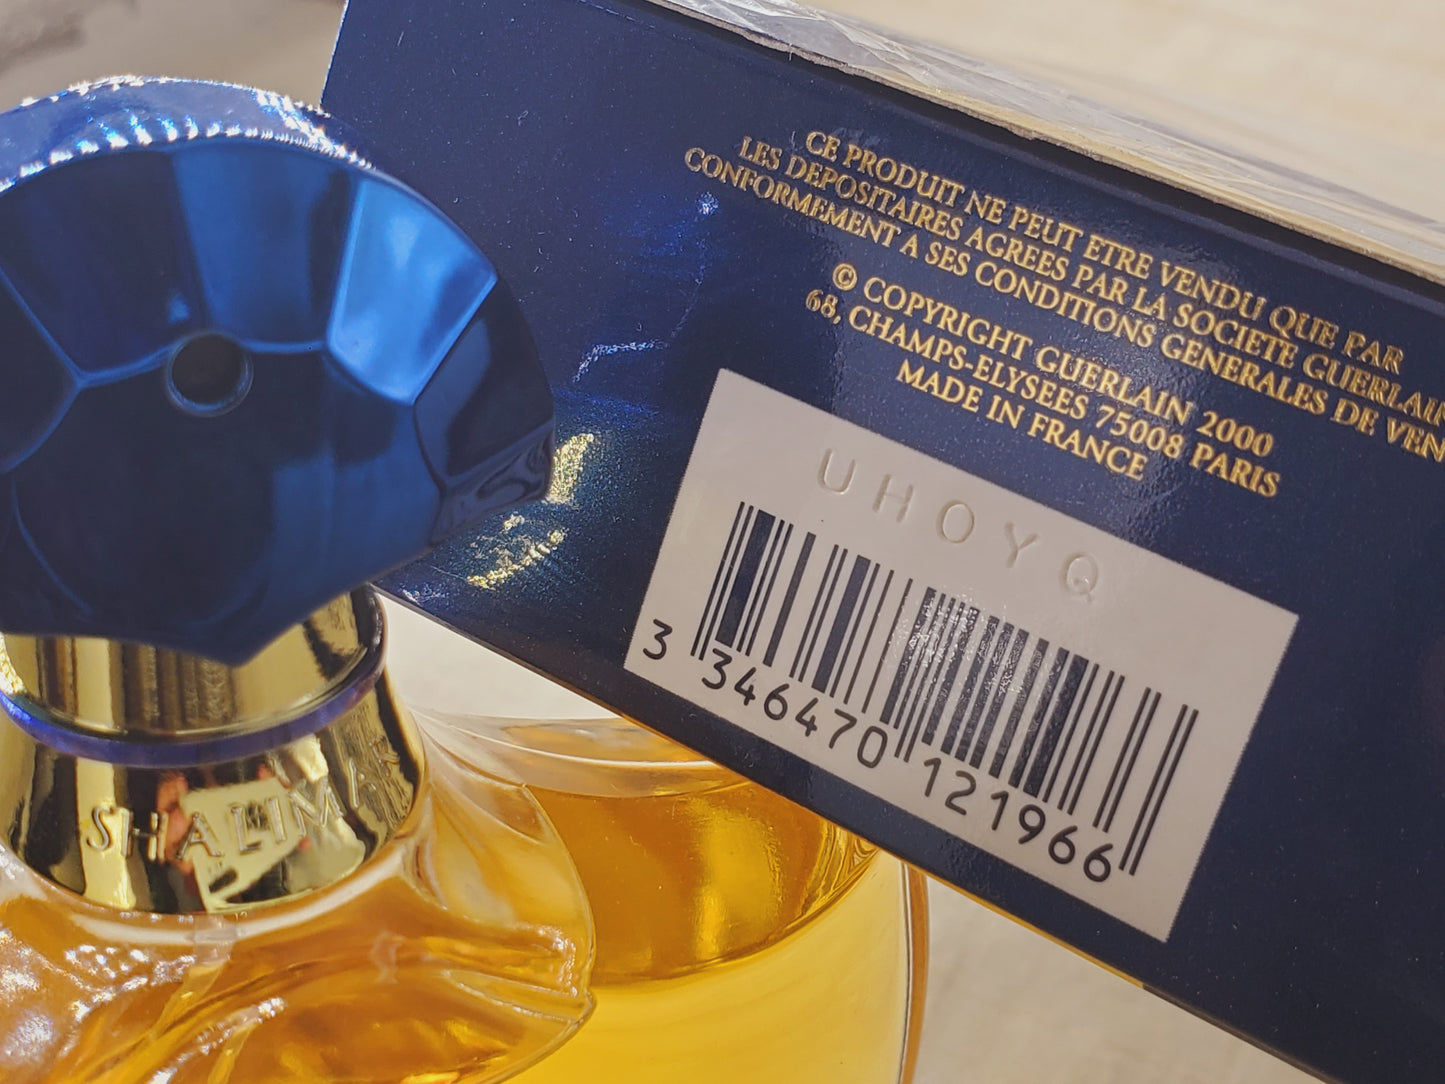 CE PRODUIT NE PEUT ETRE VENDU QUE PAR
LES DEPOSITAIRES AGREES PAR LA SOCIETE GUERLAIN
CONFORMEMENT A SES CONDITIONS GENERALES DE VEN
© COPYRIGHT GUERLAIN 2000
68, CHAMPS-ELYSEES 75008 PARIS
MADE IN FRANCE
UHOYQ
3 346470 121966
SHALIMAR